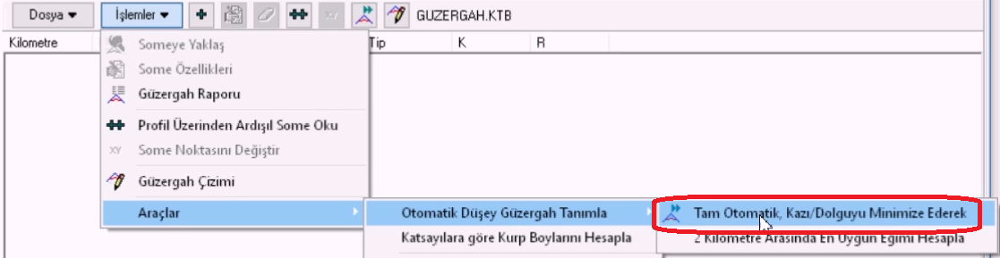 Dosya İşlemler XY GUZERGAH.KTB
Kilometre Tip K R
Someye Yaklaş
Some Özellikleri
Güzergah Raporu
Profil Üzerinden Ardışıl Some Oku
XY Some Noktasını Değiştir
Güzergah Çizimi
Araçlar
Otomatik Düşey Güzergah Tanımla
Tam Otomatik, Kazı/Dolguyu Minimize Ederek
Katsayılara göre Kurp Boylarını Hesapla
2 Kilometre Arasında En Uygun Eğimi Hesapla